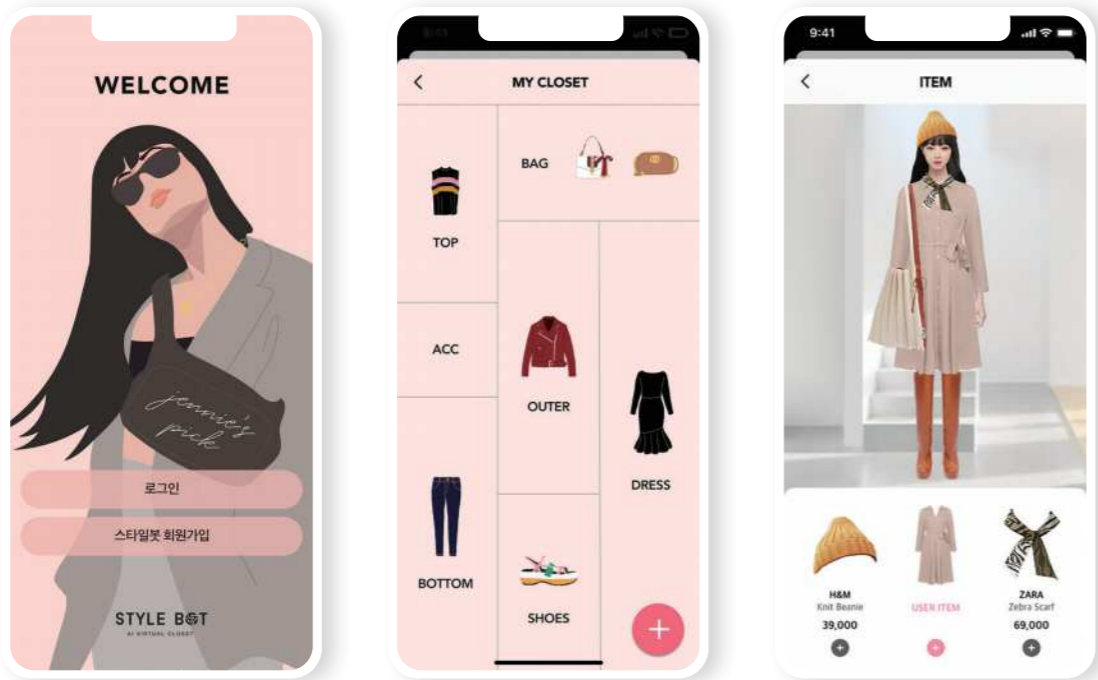 WELCOME
jennie's
pick
로그인
스타일봇 회원가입
STYLE BOT
AI VIRTUAL CLOSET
9:41
MY CLOSET
BAG
TOP
ACC
OUTER
DRESS
BOTTOM
SHOES
9:41
ITEM
H&M
Knit Beanie
39,000
USER ITEM
ZARA
Zebra Scarf
69,000